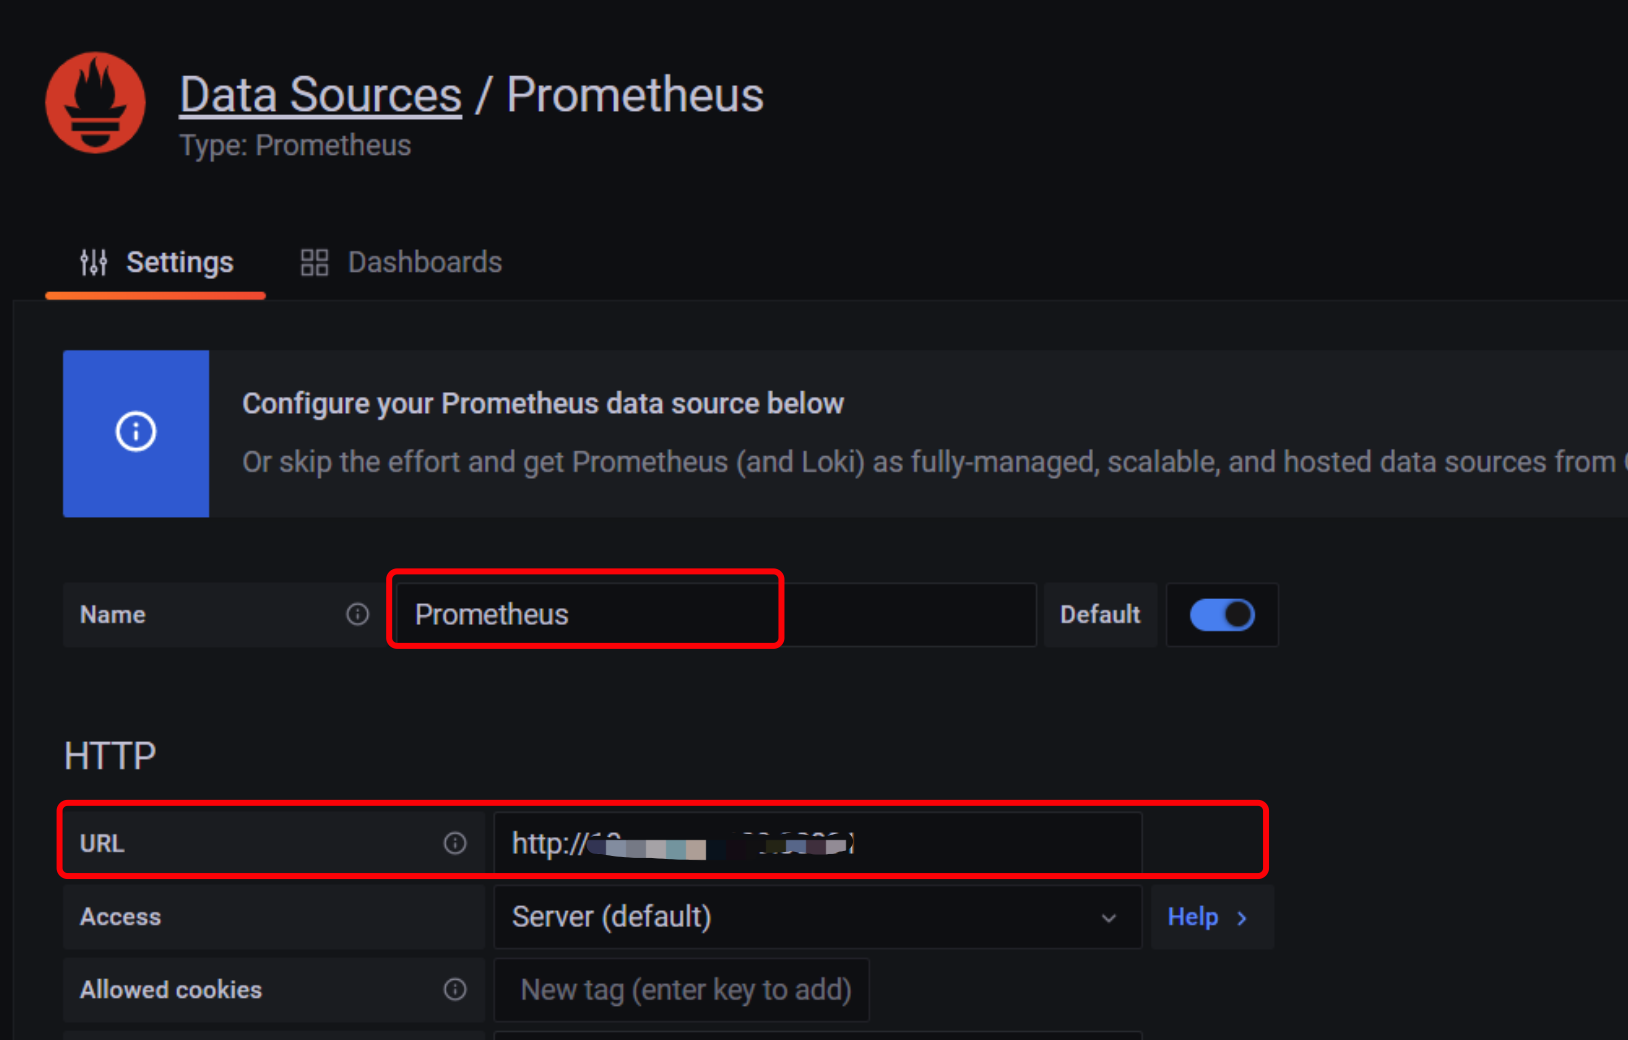 Data Sources / Prometheus
Type: Prometheus
Settings
Dashboards
Configure your Prometheus data source below
Or skip the effort and get Prometheus (and Loki) as fully-managed, scalable, and hosted data sources from
Name
Prometheus
Default
HTTP
URL
http://
Access
Server (default)
Help
Allowed cookies
New tag (enter key to add)